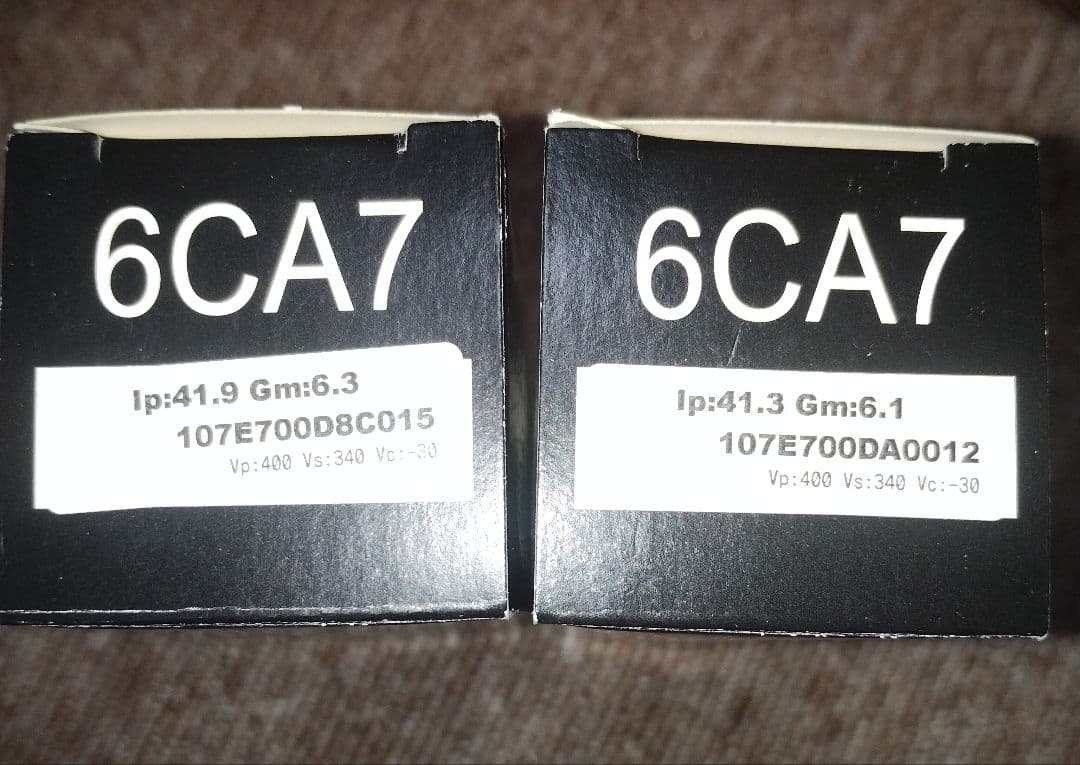 6CA7
Ip:41.9 Gm:6.3
107E700D8C015
Vp:400 Vs:340 Vc:-30
6CA7
Ip:41.3 Gm:6.1
107E700DA0012
Vp:400 Vs:340 Vc:-30